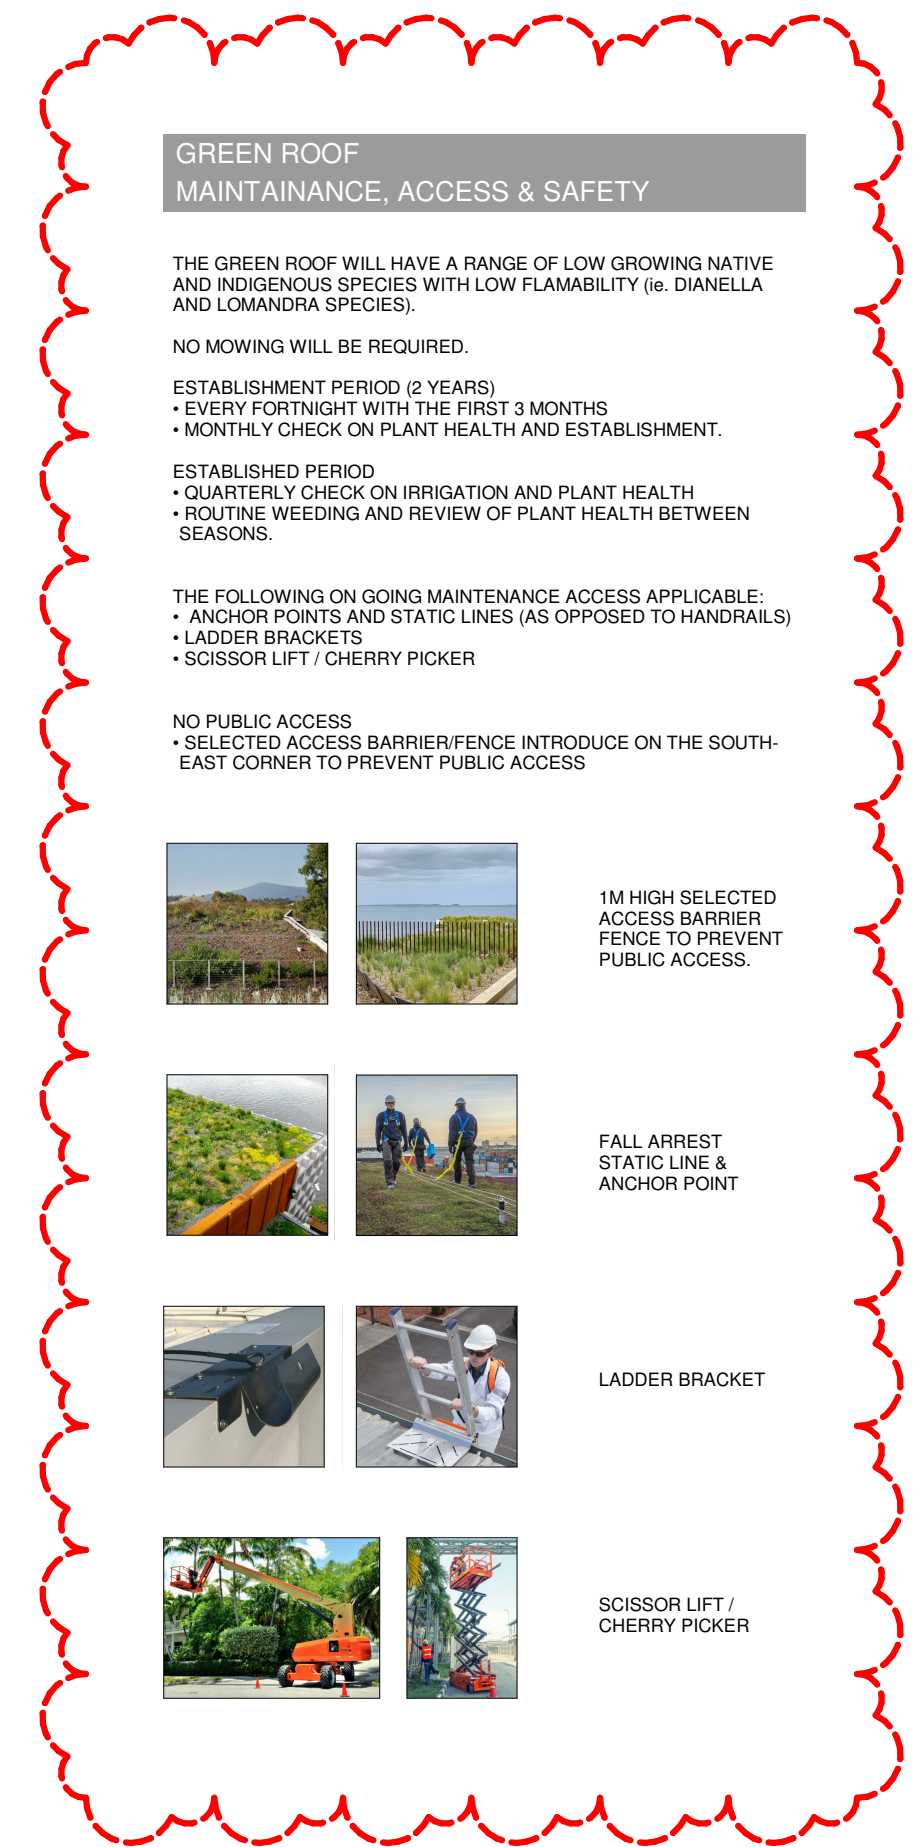 GREEN ROOF
MAINTAINANCE, ACCESS & SAFETY
THE GREEN ROOF WILL HAVE A RANGE OF LOW GROWING NATIVE
AND INDIGENOUS SPECIES WITH LOW FLAMABILITY (ie. DIANELLA
AND LOMANDRA SPECIES).
NO MOWING WILL BE REQUIRED.
ESTABLISHMENT PERIOD (2 YEARS)
• EVERY FORTNIGHT WITH THE FIRST 3 MONTHS
• MONTHLY CHECK ON PLANT HEALTH AND ESTABLISHMENT.
ESTABLISHED PERIOD
• QUARTERLY CHECK ON IRRIGATION AND PLANT HEALTH
• ROUTINE WEEDING AND REVIEW OF PLANT HEALTH BETWEEN
SEASONS.
THE FOLLOWING ON GOING MAINTENANCE ACCESS APPLICABLE:
• ANCHOR POINTS AND STATIC LINES (AS OPPOSED TO HANDRAILS)
• LADDER BRACKETS
• SCISSOR LIFT / CHERRY PICKER
NO PUBLIC ACCESS
• SELECTED ACCESS BARRIER/FENCE INTRODUCE ON THE SOUTH-
EAST CORNER TO PREVENT PUBLIC ACCESS
1M HIGH SELECTED
ACCESS BARRIER
FENCE TO PREVENT
PUBLIC ACCESS.
FALL ARREST
STATIC LINE &
ANCHOR POINT
LADDER BRACKET
SCISSOR LIFT /
CHERRY PICKER